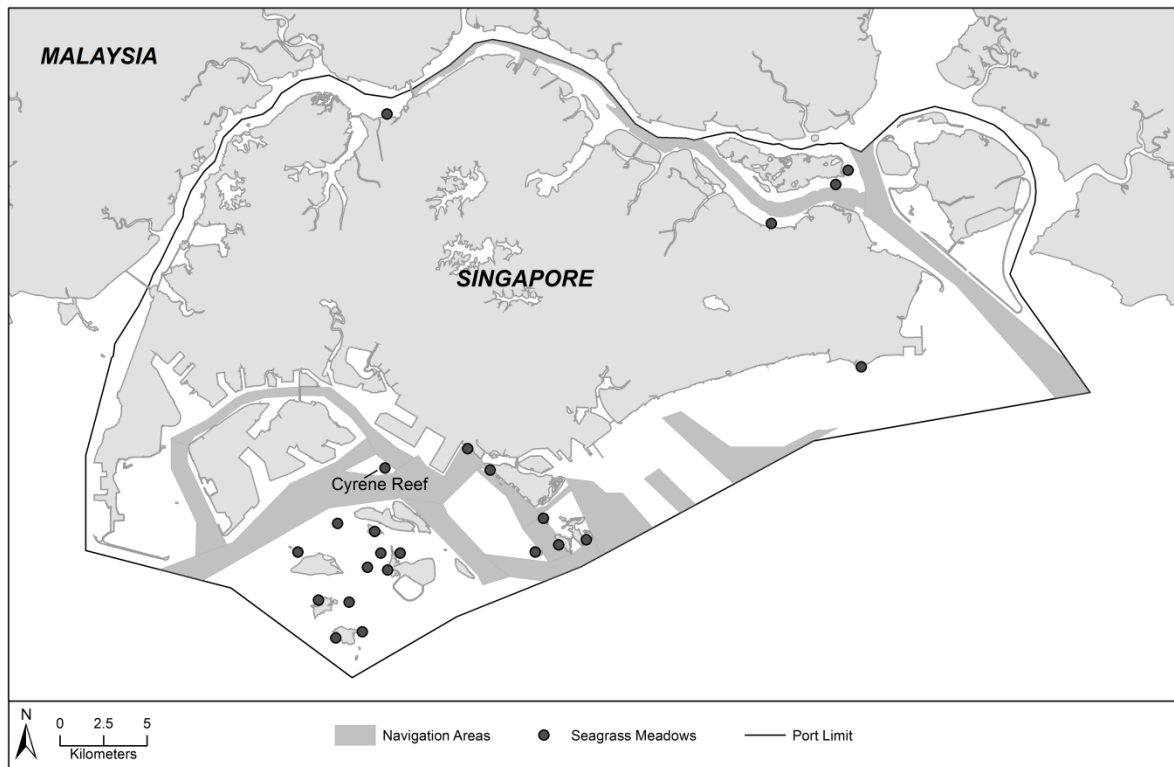 MALAYSIA
SINGAPORE
Cyrene Reef
N
0 2.5 5
Kilometers
Navigation Areas
Seagrass Meadows
Port Limit